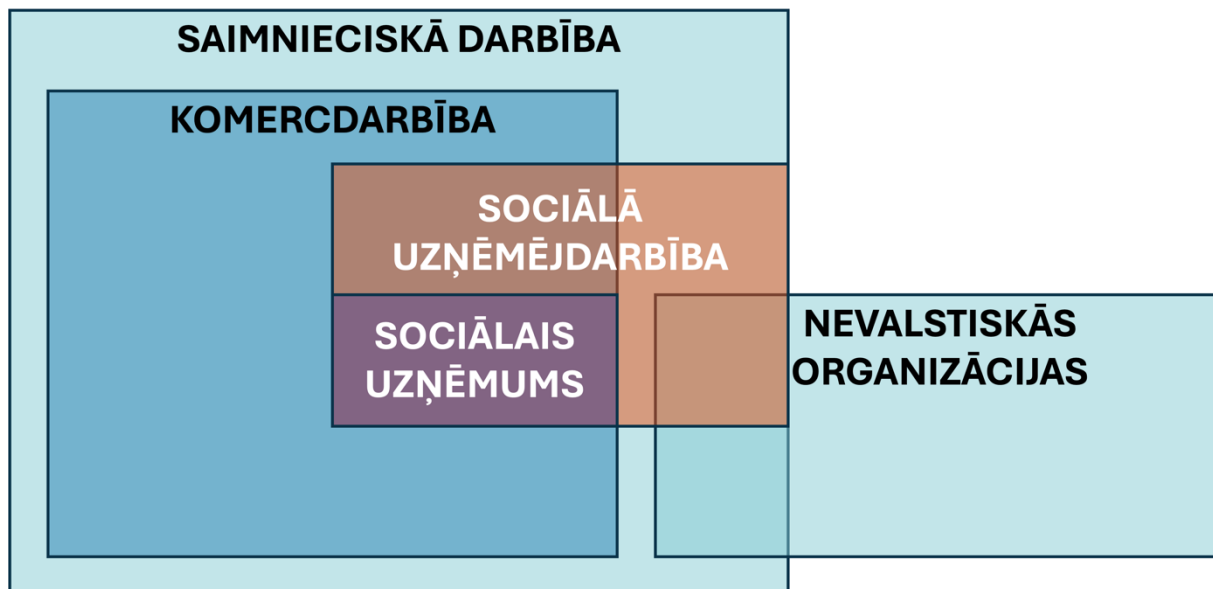 SAIMNIECISKĀ DARBĪBA
KOMERCDARBĪBA
SOCIĀLĀ
UZŅĒMĒJDARBĪBA
SOCIĀLAIS
UZŅĒMUMS
NEVALSTISKĀS
ORGANIZĀCIJAS